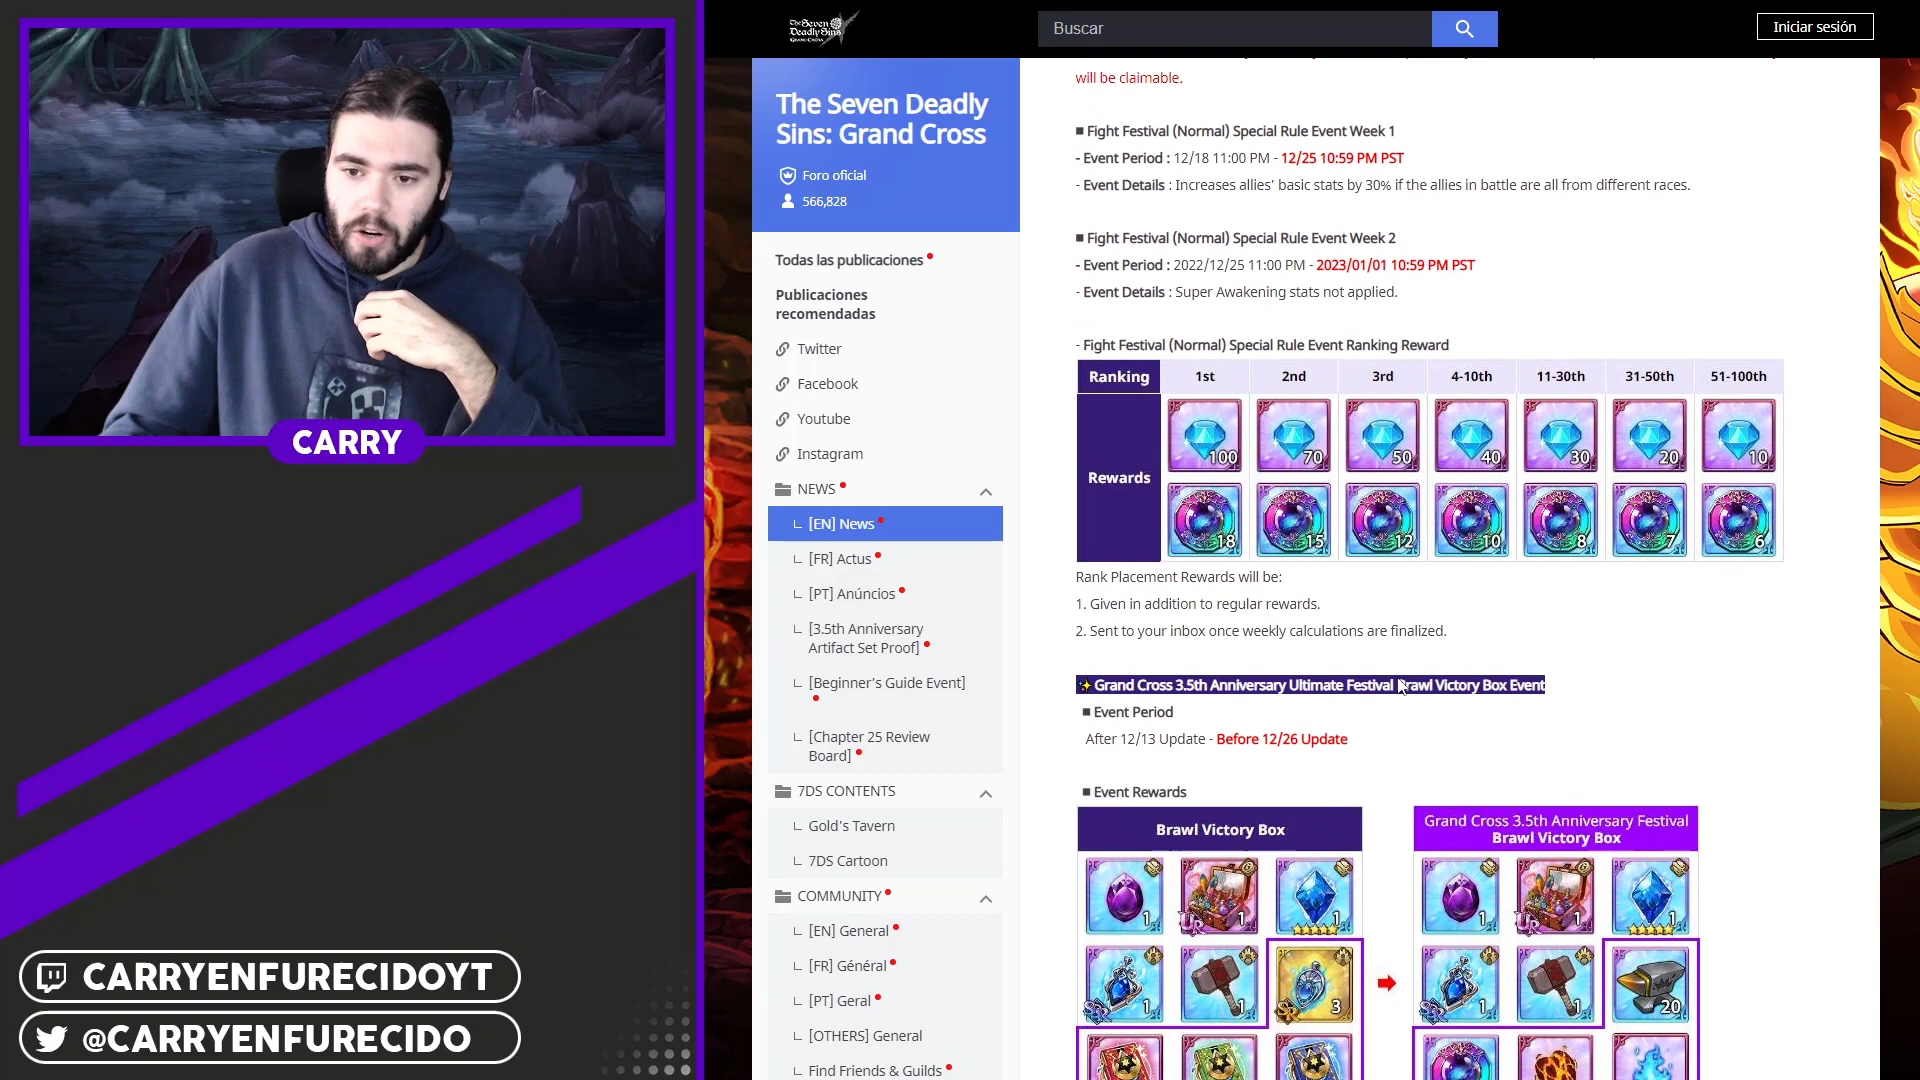 CARRY
CARRYENFURECIDOYT
@CARRYENFURECIDO
The Seven
Deadly Sins
GRAND CROSS
Buscar
Iniciar sesión
The Seven Deadly
Sins: Grand Cross
Foro oficial
566,828
Todas las publicaciones
Publicaciones
recomendadas
Twitter
Facebook
Youtube
Instagram
NEWS
[EN] News
[FR] Actus
[PT] Anúncios
[3.5th Anniversary
Artifact Set Proof]
[Beginner's Guide Event]
[Chapter 25 Review
Board]
7DS CONTENTS
Gold's Tavern
7DS Cartoon
COMMUNITY
[EN] General
[FR] Général
[PT] Geral
[OTHERS] General
Find Friends & Guilds
will be claimable.
■ Fight Festival (Normal) Special Rule Event Week 1
- Event Period : 12/18 11:00 PM - 12/25 10:59 PM PST
- Event Details : Increases allies' basic stats by 30% if the allies in battle are all from different races.
■ Fight Festival (Normal) Special Rule Event Week 2
- Event Period : 2022/12/25 11:00 PM - 2023/01/01 10:59 PM PST
- Event Details : Super Awakening stats not applied.
- Fight Festival (Normal) Special Rule Event Ranking Reward
Ranking 1st 2nd 3rd 4-10th 11-30th 31-50th 51-100th
Rewards
100 70 50 40 30 20 10
18 15 12 10 8 7 6
Rank Placement Rewards will be:
1. Given in addition to regular rewards.
2. Sent to your inbox once weekly calculations are finalized.
✨ Grand Cross 3.5th Anniversary Ultimate Festival Brawl Victory Box Event
■ Event Period
After 12/13 Update - Before 12/26 Update
■ Event Rewards
Brawl Victory Box
1 UR 1 1
SR 1 1 SR 3
Grand Cross 3.5th Anniversary Festival
Brawl Victory Box
1 UR 1 1
SR 1 1 20